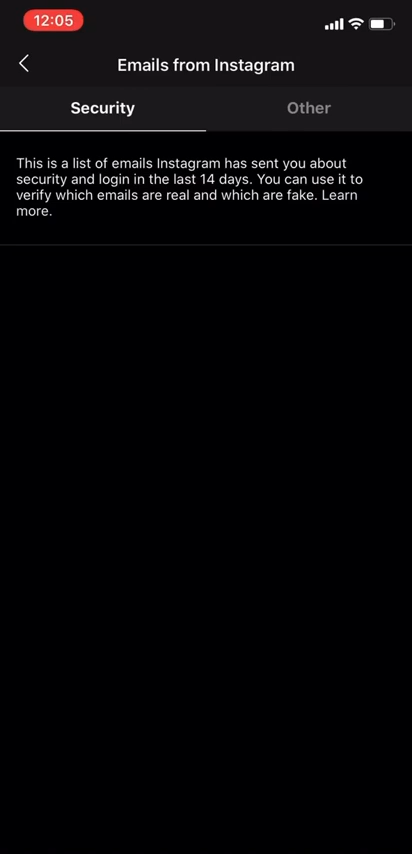 12:05
Emails from Instagram
Security
Other
This is a list of emails Instagram has sent you about
security and login in the last 14 days. You can use it to
verify which emails are real and which are fake. Learn
more.